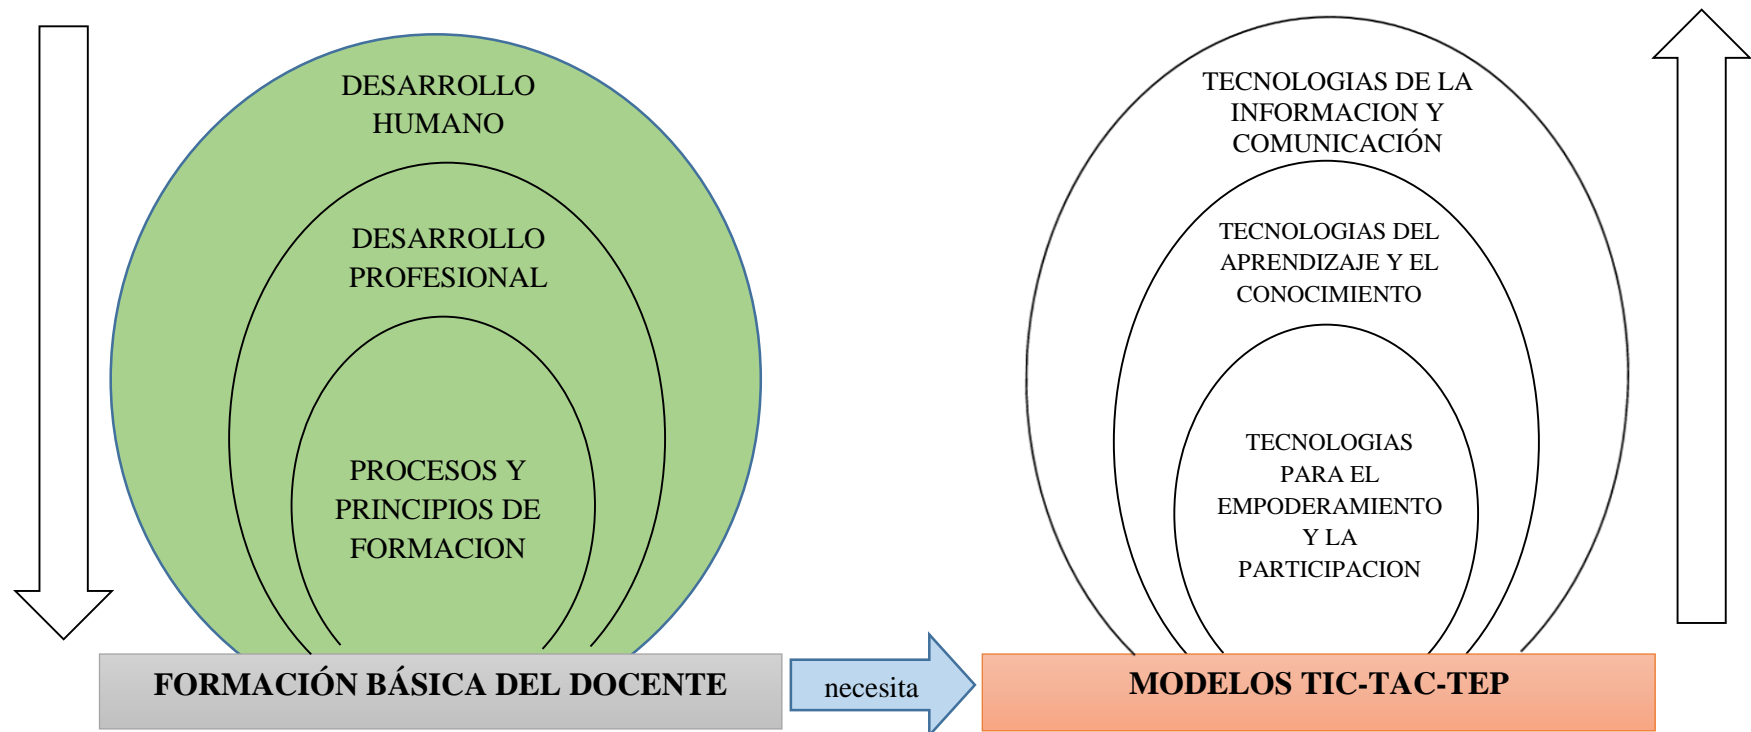 DESARROLLO
HUMANO
DESARROLLO
PROFESIONAL
PROCESOS Y
PRINCIPIOS DE
FORMACION
FORMACIÓN BÁSICA DEL DOCENTE
necesita
TECNOLOGIAS DE LA
INFORMACION Y
COMUNICACIÓN
TECNOLOGIAS DEL
APRENDIZAJE Y EL
CONOCIMIENTO
TECNOLOGIAS
PARA EL
EMPODERAMIENTO
Y LA
PARTICIPACION
MODELOS TIC-TAC-TEP